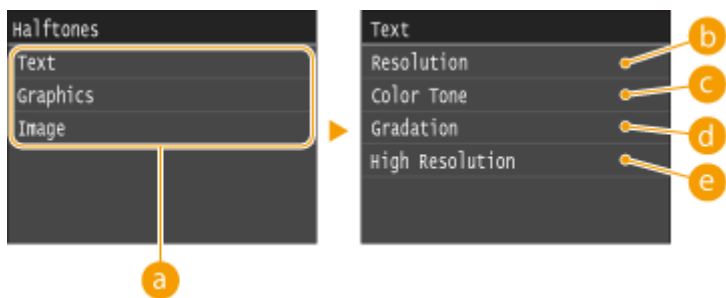 Halftones
Text
Graphics
Image
a
Text
Resolution
Color Tone
Gradation
High Resolution
b
c
d
e